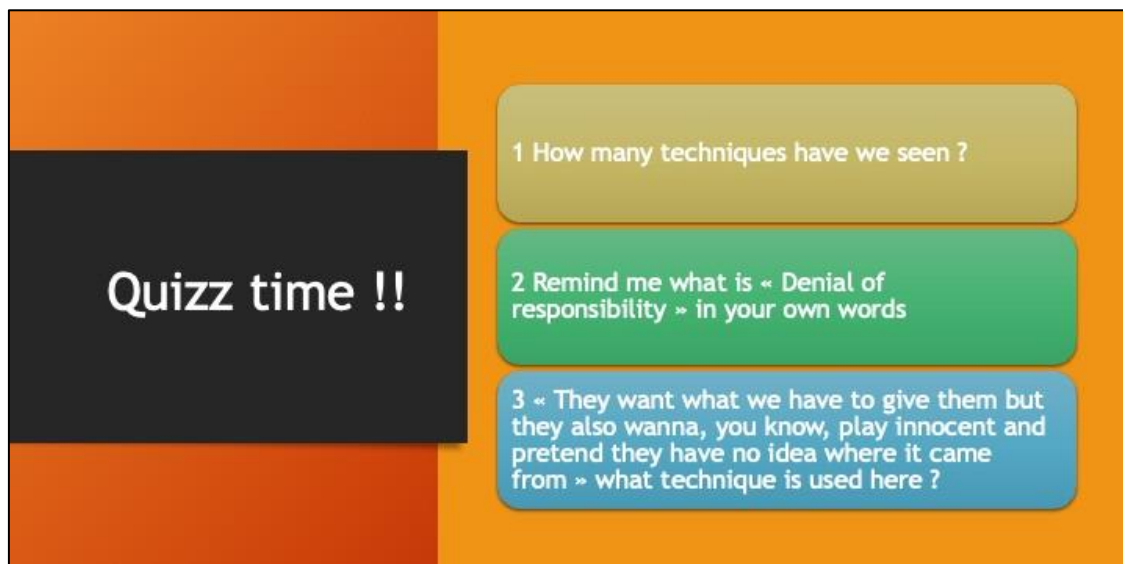 Quizz time !!
1 How many techniques have we seen ?
2 Remind me what is « Denial of
responsibility » in your own words
3 « They want what we have to give them but
they also wanna, you know, play innocent and
pretend they have no idea where it came
from » what technique is used here ?